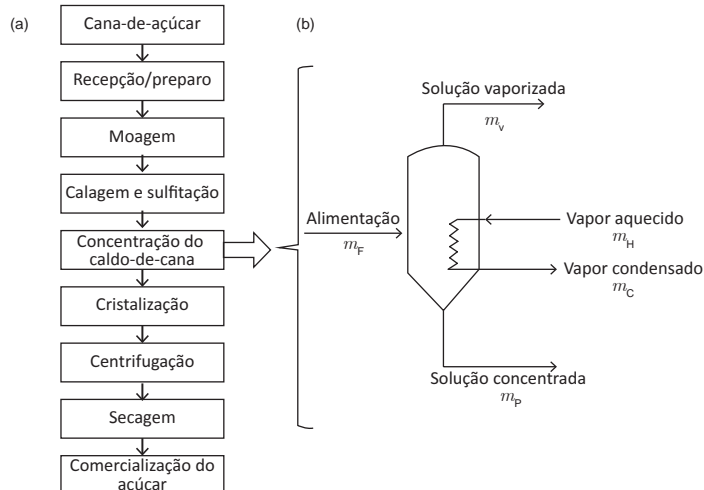 (a)
Cana-de-açúcar
Recepção/preparo
Moagem
Calagem e sulfitação
Concentração do
caldo-de-cana
Cristalização
Centrifugação
Secagem
Comercialização do
açúcar
(b)
Solução vaporizada
m_v
Alimentação
m_F
Vapor aquecido
m_H
Vapor condensado
m_C
Solução concentrada
m_P